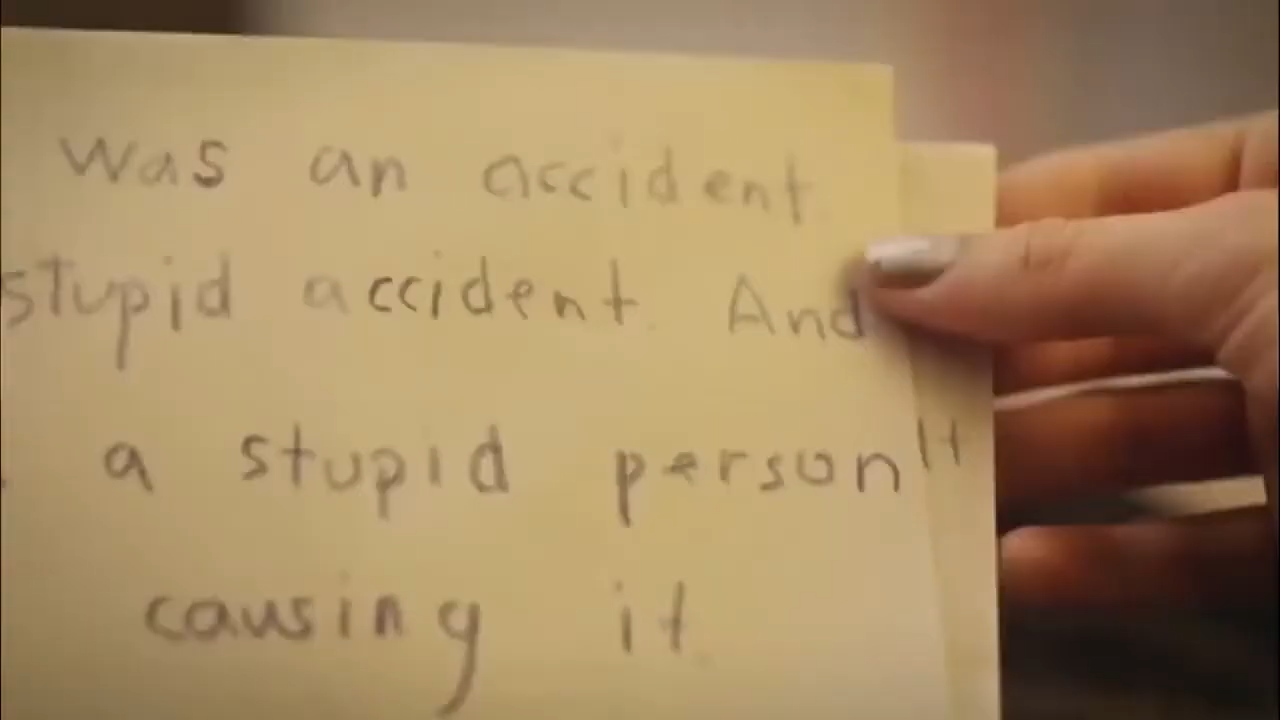 was an accident.
stupid accident. And
a stupid person
causing it.